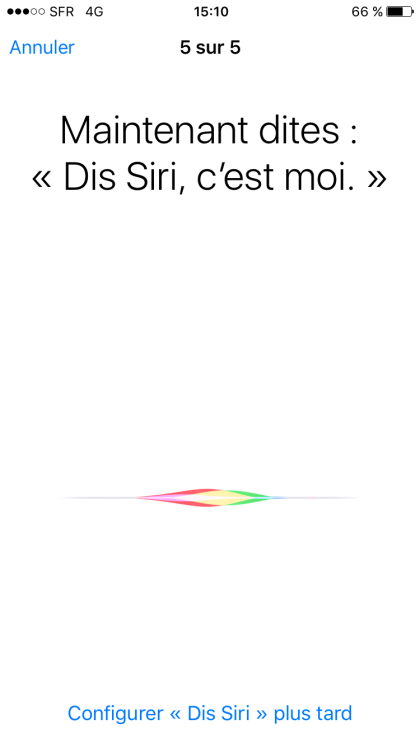 SFR 4G 15:10 66 %
Annuler 5 sur 5
Maintenant dites :
« Dis Siri, c’est moi. »
Configurer « Dis Siri » plus tard